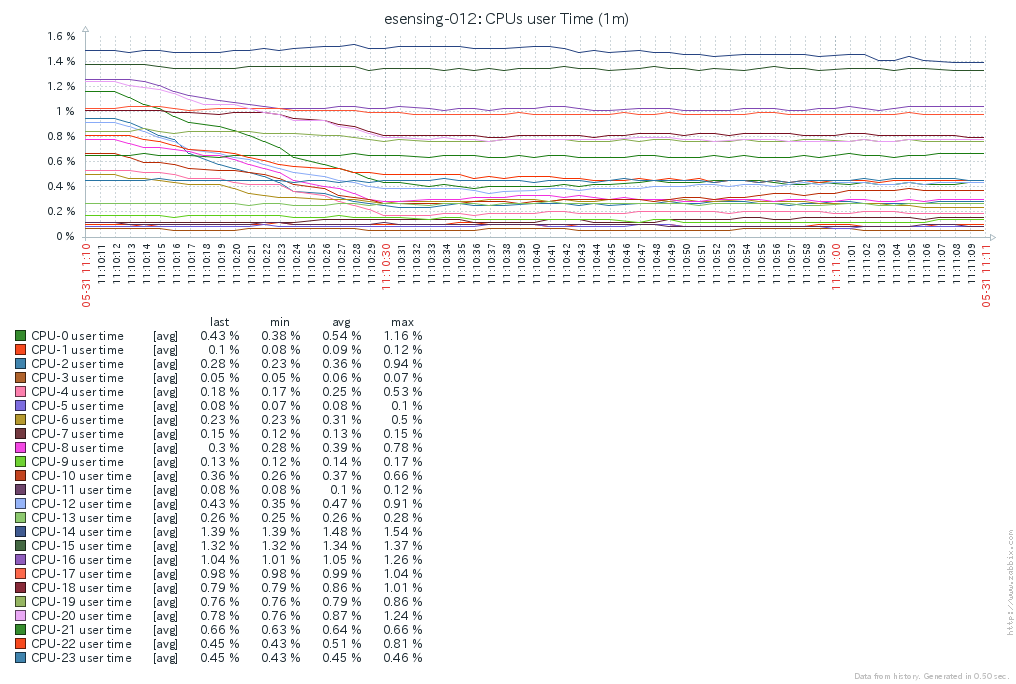 esensing-012: CPUs user Time (1m)
1.6 %
1.4 %
1.2 %
1 %
0.8 %
0.6 %
0.4 %
0.2 %
0 %
05-31 11:10 11:10:11 11:10:12 11:10:13 11:10:14 11:10:15 11:10:16 11:10:17 11:10:18 11:10:19 11:10:20 11:10:21 11:10:22 11:10:23 11:10:24 11:10:25 11:10:26 11:10:27 11:10:28 11:10:29 11:10:30 11:10:31 11:10:32 11:10:33 11:10:34 11:10:35 11:10:36 11:10:37 11:10:38 11:10:39 11:10:40 11:10:41 11:10:42 11:10:43 11:10:44 11:10:45 11:10:46 11:10:47 11:10:48 11:10:49 11:10:50 11:10:51 11:10:52 11:10:53 11:10:54 11:10:55 11:10:56 11:10:57 11:10:58 11:10:59 11:11:00 11:11:01 11:11:02 11:11:03 11:11:04 11:11:05 11:11:06 11:11:07 11:11:08 11:11:09 05-31 11:11
last min avg max
CPU-0 user time [avg] 0.43 % 0.38 % 0.54 % 1.16 %
CPU-1 user time [avg] 0.1 % 0.08 % 0.09 % 0.12 %
CPU-2 user time [avg] 0.28 % 0.23 % 0.36 % 0.94 %
CPU-3 user time [avg] 0.05 % 0.05 % 0.06 % 0.07 %
CPU-4 user time [avg] 0.18 % 0.17 % 0.25 % 0.53 %
CPU-5 user time [avg] 0.08 % 0.07 % 0.08 % 0.1 %
CPU-6 user time [avg] 0.23 % 0.23 % 0.31 % 0.5 %
CPU-7 user time [avg] 0.15 % 0.12 % 0.13 % 0.15 %
CPU-8 user time [avg] 0.3 % 0.28 % 0.39 % 0.78 %
CPU-9 user time [avg] 0.13 % 0.12 % 0.14 % 0.17 %
CPU-10 user time [avg] 0.36 % 0.26 % 0.37 % 0.66 %
CPU-11 user time [avg] 0.08 % 0.08 % 0.1 % 0.12 %
CPU-12 user time [avg] 0.43 % 0.35 % 0.47 % 0.91 %
CPU-13 user time [avg] 0.26 % 0.25 % 0.26 % 0.28 %
CPU-14 user time [avg] 1.39 % 1.39 % 1.48 % 1.54 %
CPU-15 user time [avg] 1.32 % 1.32 % 1.34 % 1.37 %
CPU-16 user time [avg] 1.04 % 1.01 % 1.05 % 1.26 %
CPU-17 user time [avg] 0.98 % 0.98 % 0.99 % 1.04 %
CPU-18 user time [avg] 0.79 % 0.79 % 0.86 % 1.01 %
CPU-19 user time [avg] 0.76 % 0.76 % 0.79 % 0.86 %
CPU-20 user time [avg] 0.78 % 0.76 % 0.87 % 1.24 %
CPU-21 user time [avg] 0.66 % 0.63 % 0.64 % 0.66 %
CPU-22 user time [avg] 0.45 % 0.43 % 0.51 % 0.81 %
CPU-23 user time [avg] 0.45 % 0.43 % 0.45 % 0.46 %
http://www.zabbix.com
Data from history. Generated in 0.50 sec.